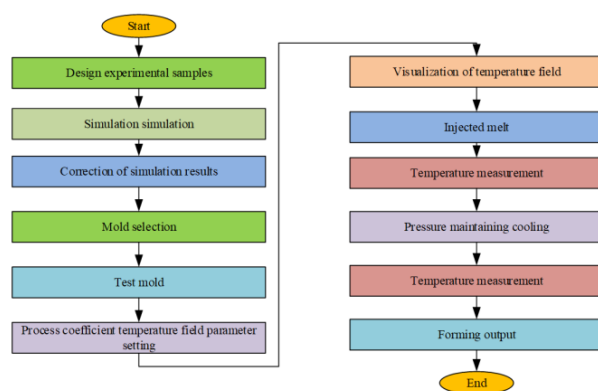 Start
Design experimental samples
Simulation simulation
Correction of simulation results
Mold selection
Test mold
Process coefficient temperature field parameter
setting
Visualization of temperature field
Injected melt
Temperature measurement
Pressure maintaining cooling
Temperature measurement
Forming output
End